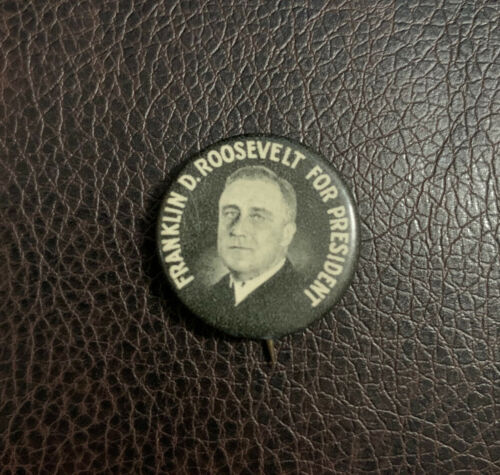 FRANKLIN D. ROOSEVELT FOR PRESIDENT